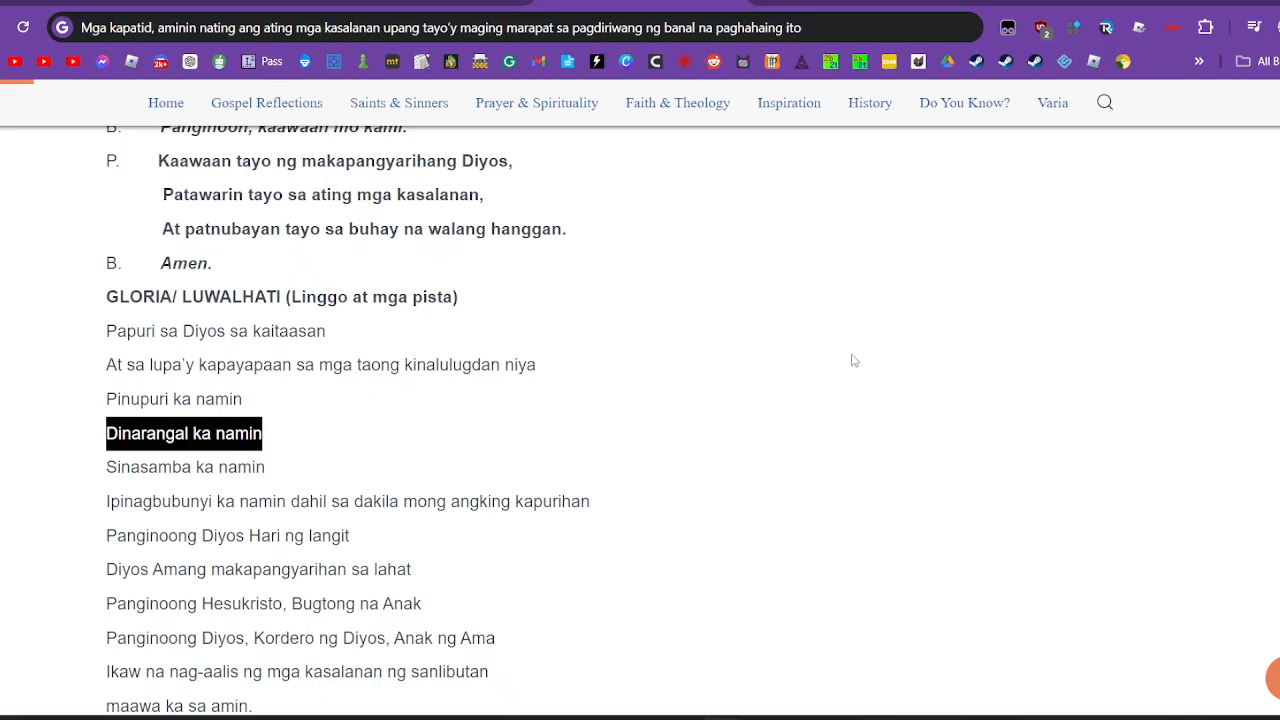 Mga kapatid, aminin nating ang ating mga kasalanan upang tayo'y maging marapat sa pagdiriwang ng banal na paghahaing ito
Pass
All B
Home Gospel Reflections Saints & Sinners Prayer & Spirituality Faith & Theology Inspiration History Do You Know? Varia
B. Panginoon, kaawaan mo kami.
P. Kaawaan tayo ng makapangyarihang Diyos,
Patawarin tayo sa ating mga kasalanan,
At patnubayan tayo sa buhay na walang hanggan.
B. Amen.
GLORIA/ LUWALHATI (Linggo at mga pista)
Papuri sa Diyos sa kaitaasan
At sa lupa’y kapayapaan sa mga taong kinalulugdan niya
Pinupuri ka namin
Dinarangal ka namin
Sinasamba ka namin
Ipinagbubunyi ka namin dahil sa dakila mong angking kapurihan
Panginoong Diyos Hari ng langit
Diyos Amang makapangyarihan sa lahat
Panginoong Hesukristo, Bugtong na Anak
Panginoong Diyos, Kordero ng Diyos, Anak ng Ama
Ikaw na nag-aalis ng mga kasalanan ng sanlibutan
maawa ka sa amin.